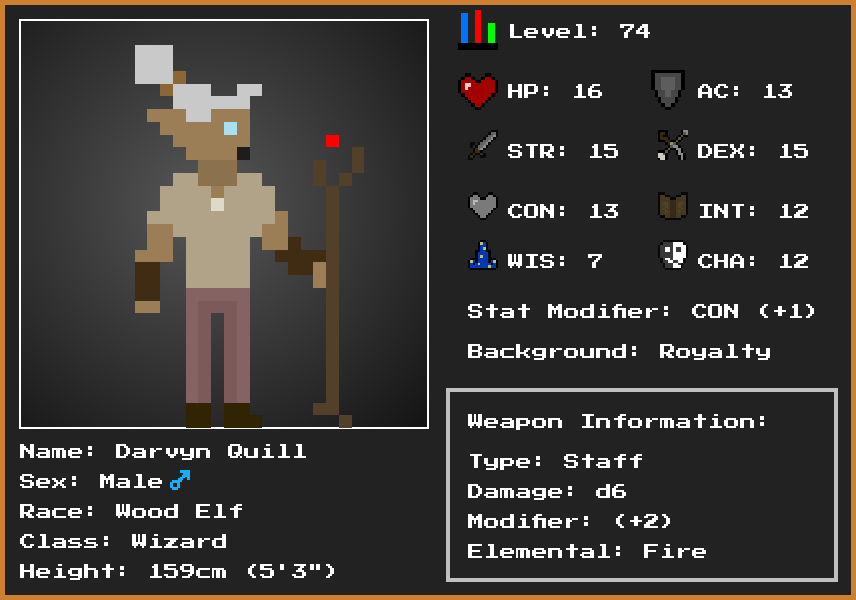 Level: 74
HP: 16 AC: 13
STR: 15 DEX: 15
CON: 13 INT: 12
WIS: 7 CHA: 12
Stat Modifier: CON (+1)
Background: Royalty
Weapon Information:
Type: Staff
Damage: d6
Modifier: (+2)
Elemental: Fire
Name: Darvyn Quill
Sex: Male♂
Race: Wood Elf
Class: Wizard
Height: 159cm (5'3")